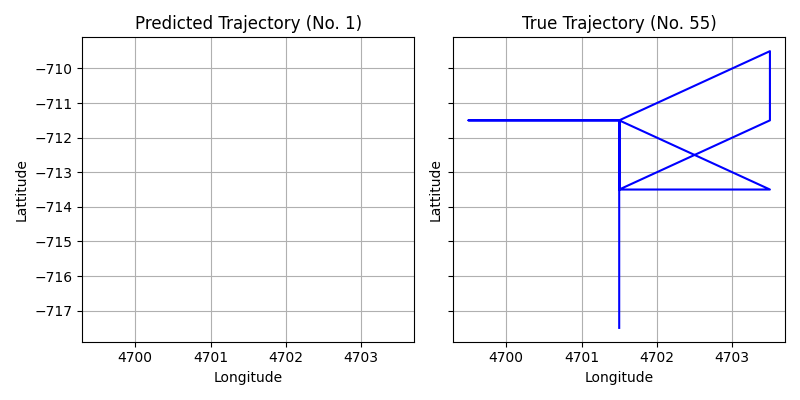 Predicted Trajectory (No. 1)
True Trajectory (No. 55)
Lattitude
−710
−711
−712
−713
−714
−715
−716
−717
4700
4701
4702
4703
Longitude
Lattitude
4700
4701
4702
4703
Longitude